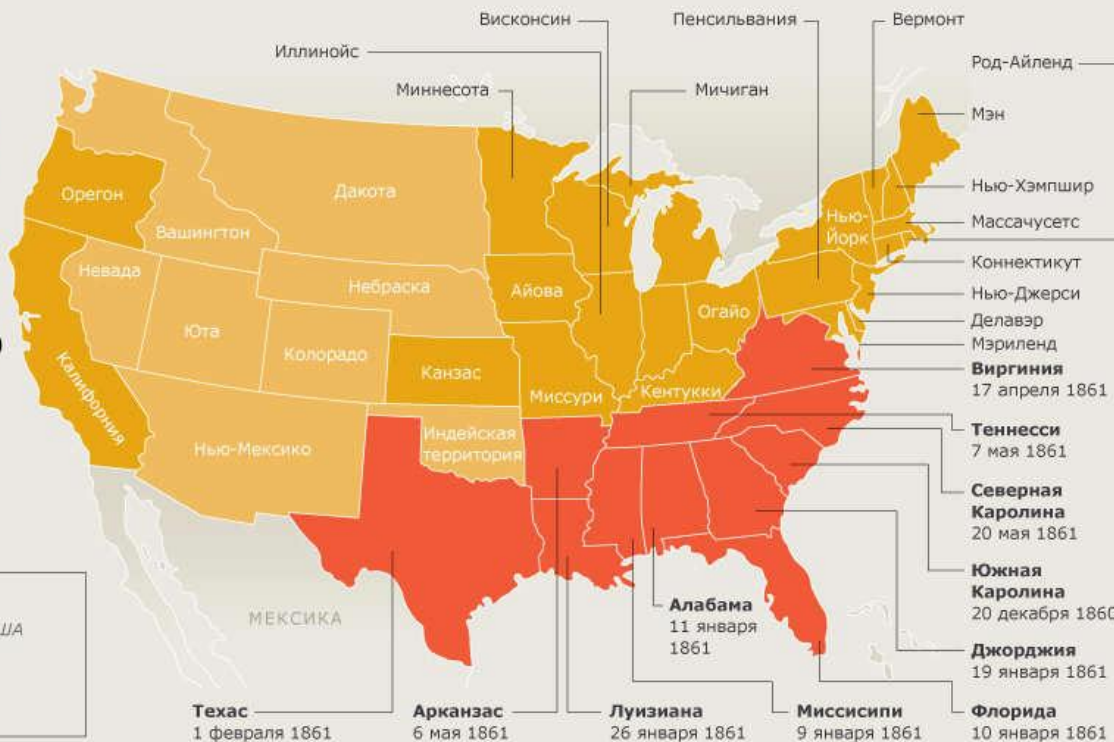 Висконсин
Пенсильвания
Вермонт
Иллинойс
Род-Айленд
Миннесота
Мичиган
Мэн
Орегон
Дакота
Нью-Хэмпшир
Вашингтон
Нью-
Йорк
Массачусетс
Невада
Небраска
Айова
Коннектикут
Огайо
Нью-Джерси
Юта
Делавэр
Колорадо
Мэриленд
Канзас
Миссури
Кентукки
Виргиния
17 апреля 1861
Калифорния
Нью-Мексико
Индейская
территория
Теннесси
7 мая 1861
Северная
Каролина
20 мая 1861
Южная
Каролина
20 декабря 1860
МЕКСИКА
ША
Алабама
11 января
1861
Джорджия
19 января 1861
Техас
1 февраля 1861
Арканзас
6 мая 1861
Луизиана
26 января 1861
Миссисипи
9 января 1861
Флорида
10 января 1861